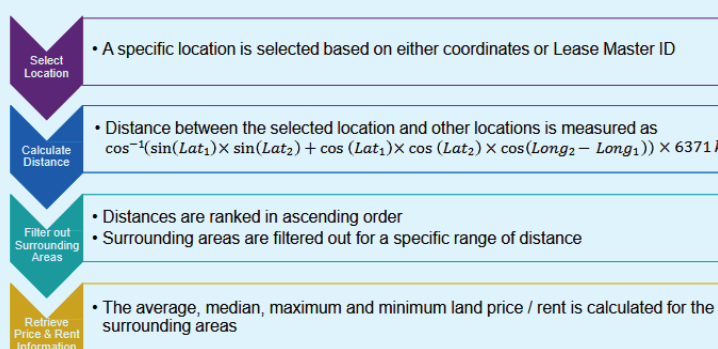 Select
Location
• A specific location is selected based on either coordinates or Lease Master ID
Calculate
Distance
• Distance between the selected location and other locations is measured as
cos⁻¹(sin(Lat₁)× sin(Lat₂) + cos (Lat₁)× cos (Lat₂) × cos(Long₂ − Long₁)) × 6371
Filter out
Surrounding
Areas
• Distances are ranked in ascending order
• Surrounding areas are filtered out for a specific range of distance
Retrieve
Price & Rent
Information
• The average, median, maximum and minimum land price / rent is calculated for the
surrounding areas